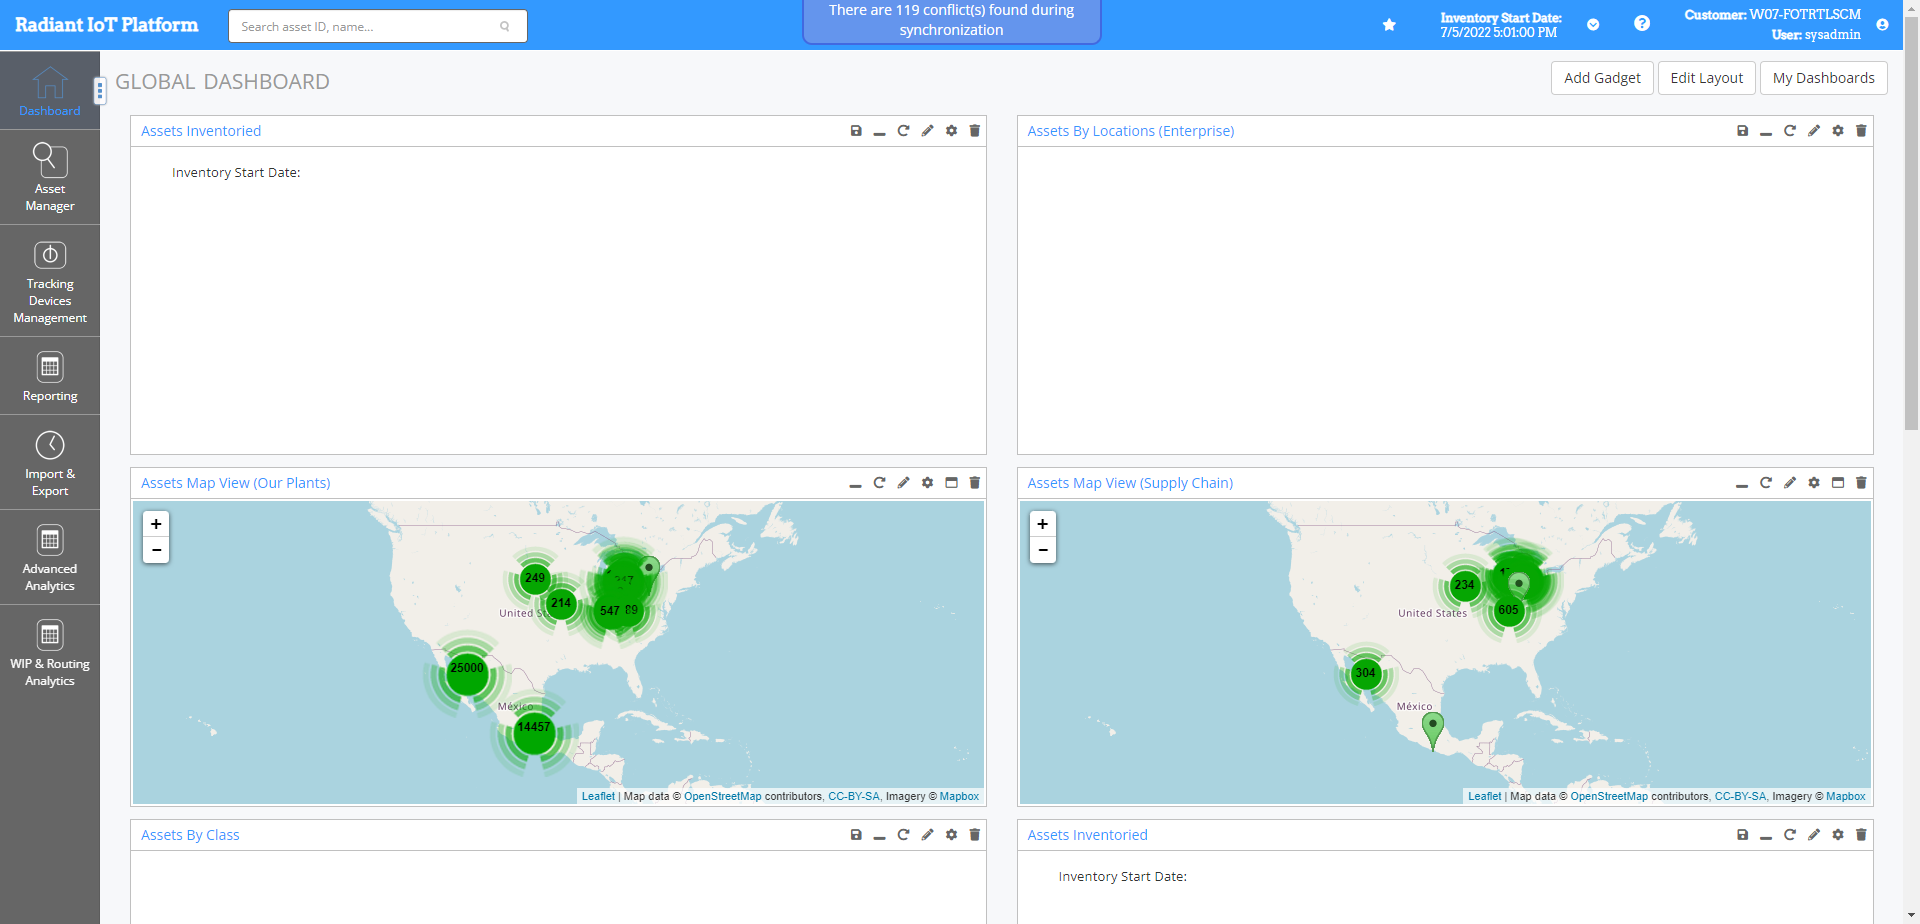 Radiant IoT Platform
Search asset ID, name...
There are 119 conflict(s) found during
synchronization
Inventory Start Date:
7/5/2022 5:01:00 PM
Customer: W07-FOTRTLSCM
User: sysadmin
Dashboard
Asset
Manager
Tracking
Devices
Management
Reporting
Import &
Export
Advanced
Analytics
WIP & Routing
Analytics
GLOBAL DASHBOARD
Add Gadget
Edit Layout
My Dashboards
Assets Inventoried
Inventory Start Date:
Assets By Locations (Enterprise)
Assets Map View (Our Plants)
+
−
249
214
547
89
United
25000
México
14457
Leaflet | Map data © OpenStreetMap contributors, CC-BY-SA, Imagery © Mapbox
Assets Map View (Supply Chain)
+
−
234
605
United States
304
México
Leaflet | Map data © OpenStreetMap contributors, CC-BY-SA, Imagery © Mapbox
Assets By Class
Assets Inventoried
Inventory Start Date: